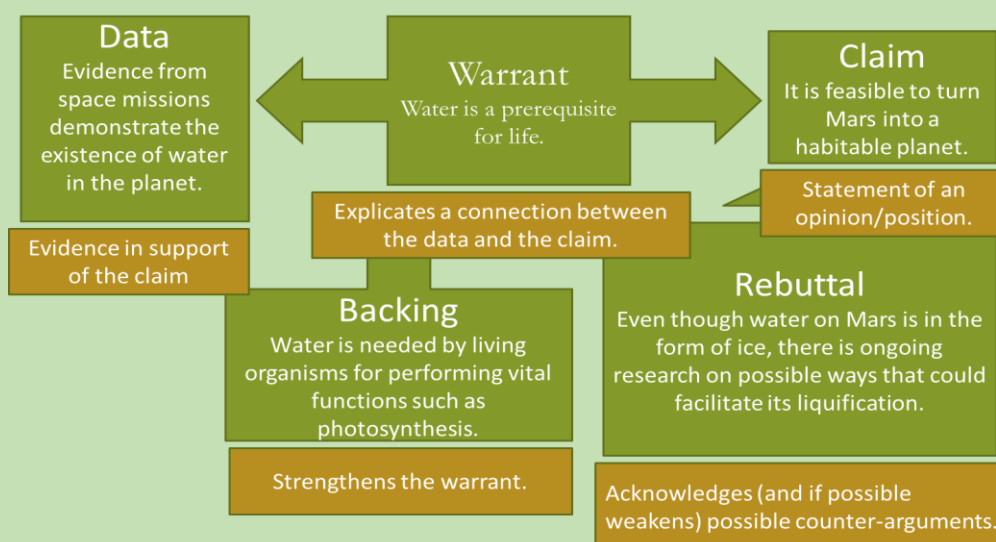 Data
Evidence from
space missions
demonstrate the
existence of water
in the planet.
Evidence in support
of the claim
Warrant
Water is a prerequisite
for life.
Explicates a connection between
the data and the claim.
Claim
It is feasible to turn
Mars into a
habitable planet.
Statement of an
opinion/position.
Backing
Water is needed by living
organisms for performing vital
functions such as
photosynthesis.
Strengthens the warrant.
Rebuttal
Even though water on Mars is in the
form of ice, there is ongoing
research on possible ways that could
facilitate its liquification.
Acknowledges (and if possible
weakens) possible counter-arguments.